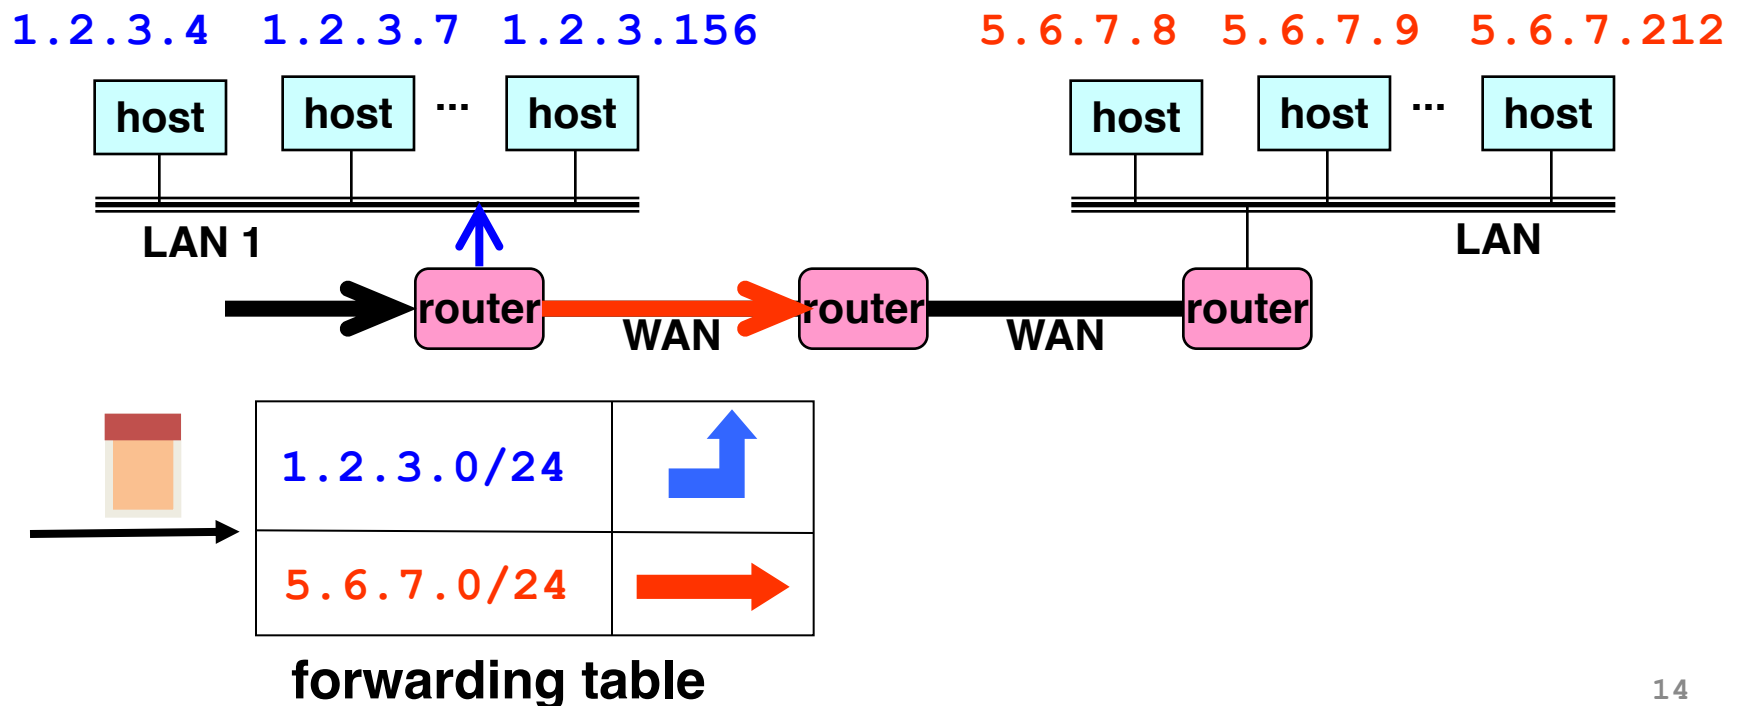 1.2.3.4 1.2.3.7 1.2.3.156 5.6.7.8 5.6.7.9 5.6.7.212
host host ... host host host ... host
LAN 1 LAN
router router router
WAN WAN
1.2.3.0/24
5.6.7.0/24
forwarding table
14